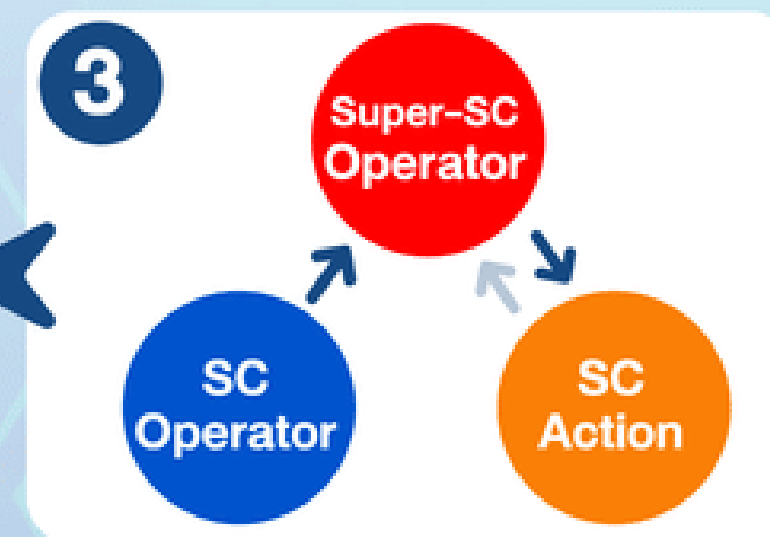 3
Super-SC
Operator
SC
Operator
SC
Action